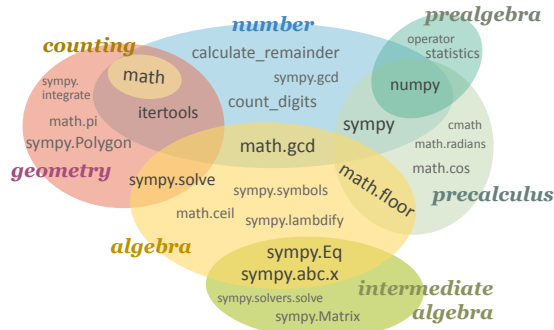 number
prealgebra
counting
calculate_remainder
operator
statistics
math
sympy.gcd
sympy.
integrate
numpy
count_digits
itertools
math.pi
sympy
cmath
sympy.Polygon
math.gcd
math.radians
geometry
sympy.solve
math.floor
math.cos
sympy.symbols
precalculus
math.ceil
sympy.lambdify
algebra
sympy.Eq
sympy.abc.x
intermediate
algebra
sympy.solvers.solve
sympy.Matrix